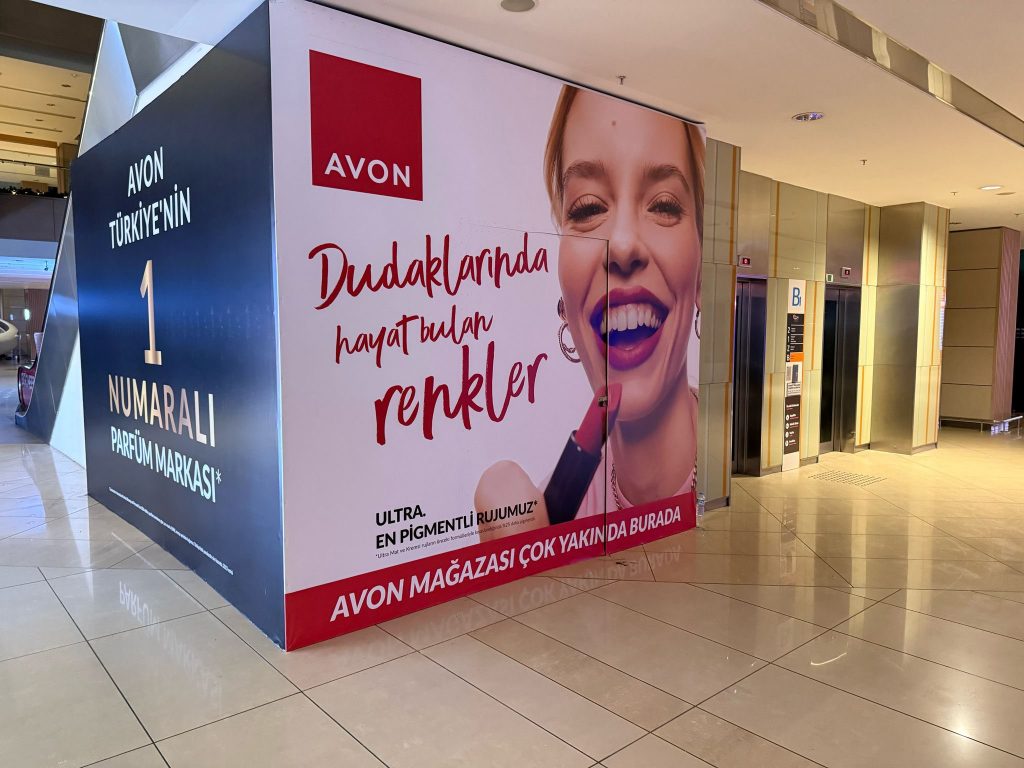 AVON
TÜRKİYE'NİN
1
NUMARALI
PARFÜM MARKASI*
AVON
Dudaklarında
hayat bulan
renkler
ULTRA.
EN PİGMENTLİ RUJUMUZ*
AVON MAĞAZASI ÇOK YAKINDA BURADA
B1